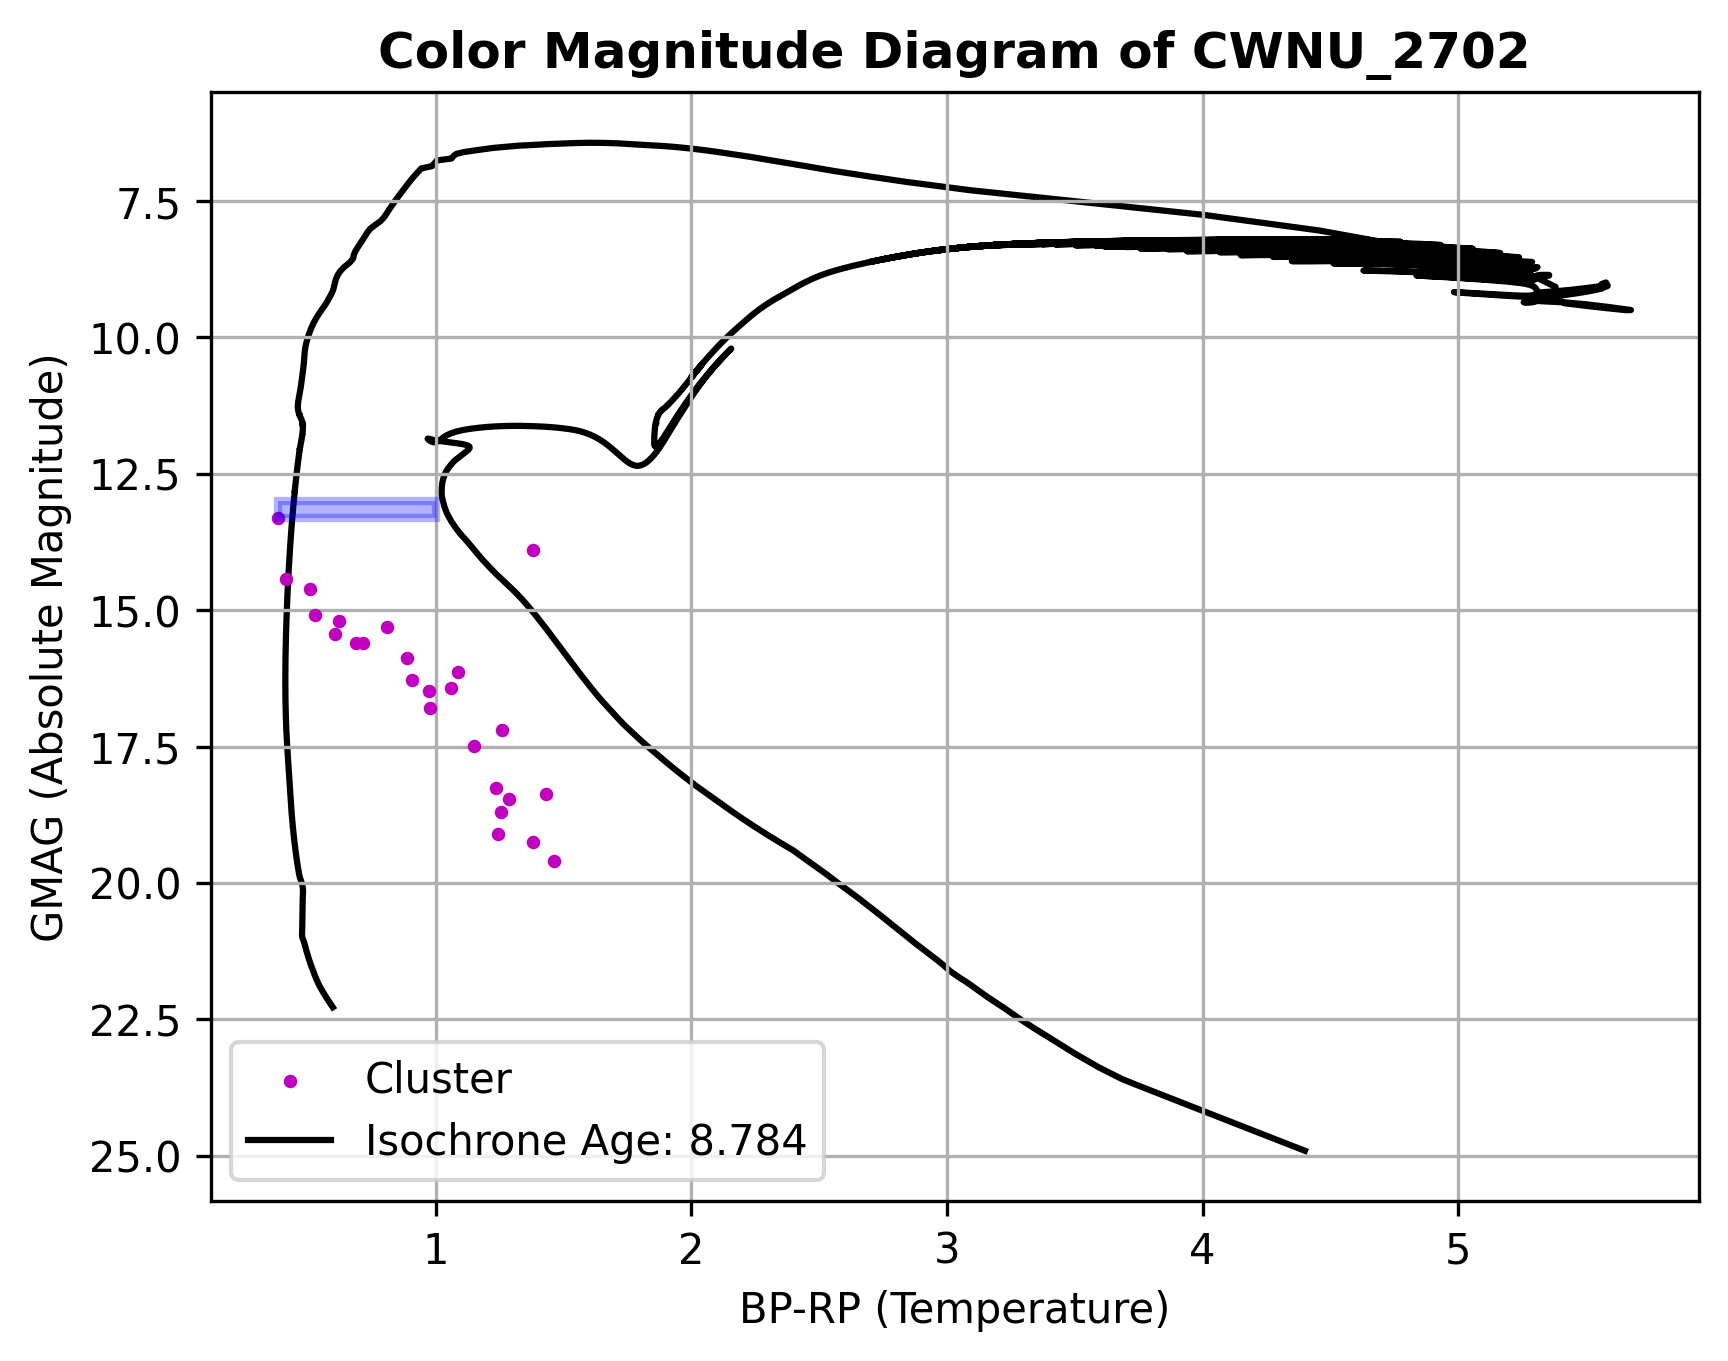 Color Magnitude Diagram of CWNU_2702
GMAG (Absolute Magnitude)
7.5
10.0
12.5
15.0
17.5
20.0
22.5
25.0
Cluster
Isochrone Age: 8.784
1
2
3
4
5
BP-RP (Temperature)